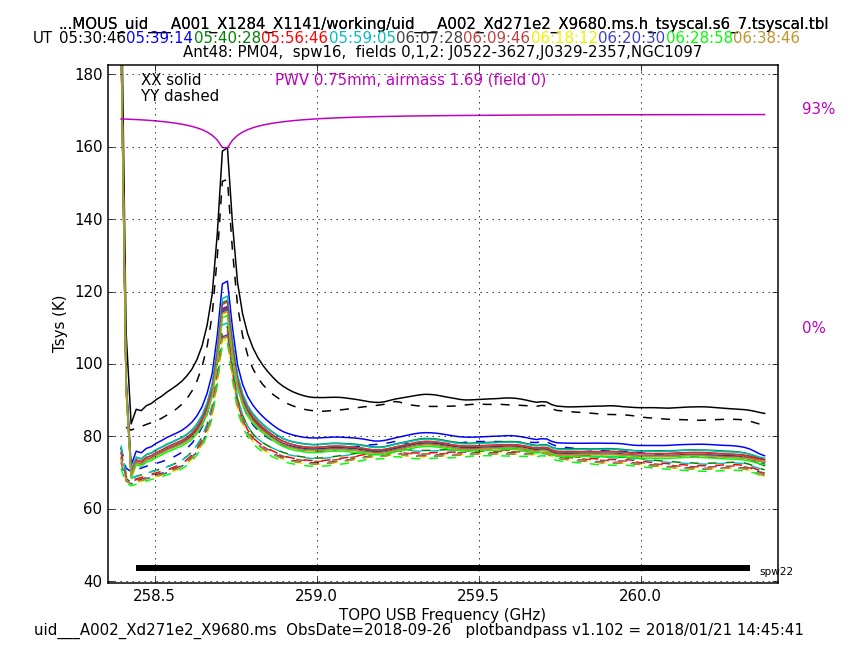 ...MOUS_uid___A001_X1284_X1141/working/uid___A002_Xd271e2_X9680.ms.h_tsyscal.s6_7.tsyscal.tbl
UT 05:30:46 05:39:14 05:40:28 05:56:46 05:59:05 06:07:28 06:09:46 06:18:12 06:20:30 06:28:58 06:38:46
Ant48: PM04, spw16, fields 0,1,2: J0522-3627,J0329-2357,NGC1097
XX solid
YY dashed
PWV 0.75mm, airmass 1.69 (field 0)
93%
0%
180
160
140
120
100
80
60
40
Tsys (K)
spw22
258.5 259.0 259.5 260.0
TOPO USB Frequency (GHz)
uid___A002_Xd271e2_X9680.ms ObsDate=2018-09-26 plotbandpass v1.102 = 2018/01/21 14:45:41